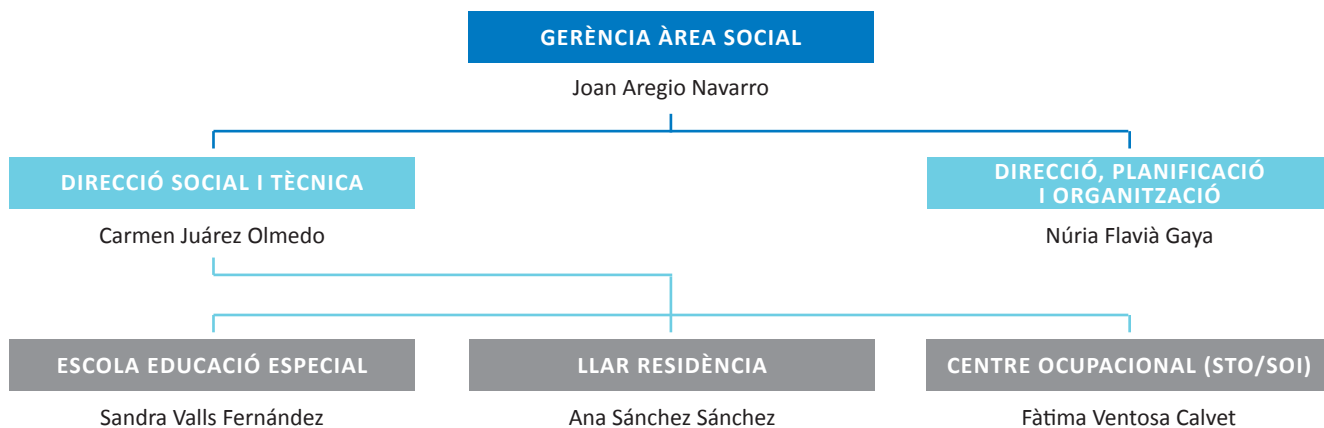 GERÈNCIA ÀREA SOCIAL
Joan Aregio Navarro
DIRECCIÓ SOCIAL I TÈCNICA
Carmen Juárez Olmedo
DIRECCIÓ, PLANIFICACIÓ
I ORGANITZACIÓ
Núria Flavià Gaya
ESCOLA EDUCACIÓ ESPECIAL
Sandra Valls Fernández
LLAR RESIDÈNCIA
Ana Sánchez Sánchez
CENTRE OCUPACIONAL (STO/SOI)
Fàtima Ventosa Calvet